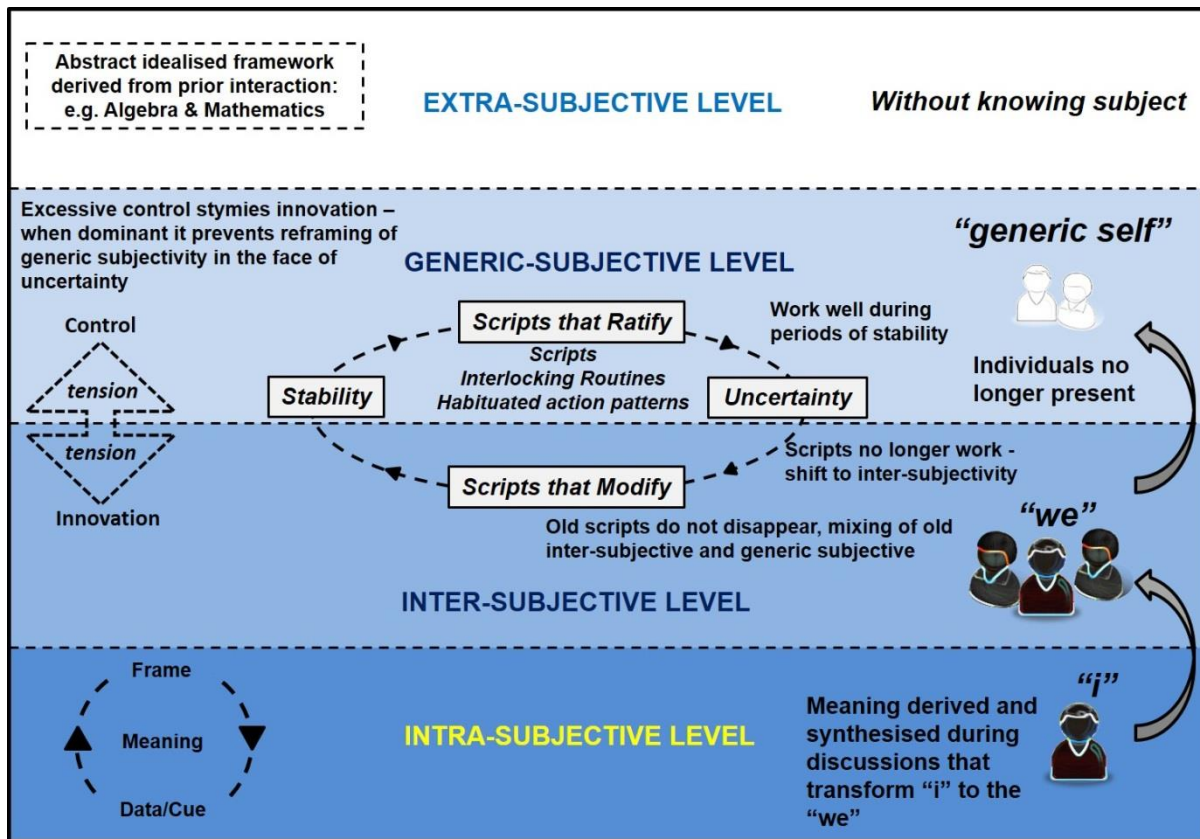 Abstract idealised framework
derived from prior interaction:
e.g. Algebra & Mathematics
EXTRA-SUBJECTIVE LEVEL
Without knowing subject
Excessive control stymies innovation –
when dominant it prevents reframing of
generic subjectivity in the face of
uncertainty
GENERIC-SUBJECTIVE LEVEL
“generic self”
Control
tension
tension
Innovation
Scripts that Ratify
Scripts
Interlocking Routines
Habituated action patterns
Stability
Uncertainty
Work well during
periods of stability
Individuals no
longer present
Scripts no longer work -
shift to inter-subjectivity
Scripts that Modify
Old scripts do not disappear, mixing of old
inter-subjective and generic subjective
“we”
INTER-SUBJECTIVE LEVEL
Frame
Meaning
Data/Cue
INTRA-SUBJECTIVE LEVEL
“i”
Meaning derived and
synthesised during
discussions that
transform “i” to the
“we”